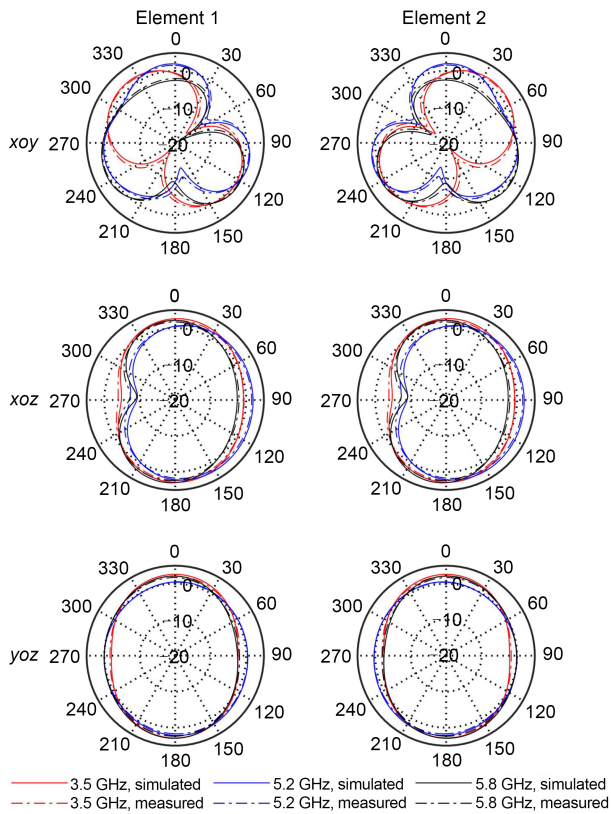 Element 1 Element 2
0 0
330 30 330 30
0 0
300 60 300 60
-10 -10
xoy 270 -20 90 270 -20 90
240 120 240 120
210 150 210 150
180 180
0 0
330 30 330 30
0 0
300 60 300 60
-10 -10
xoz 270 -20 90 270 -20 90
240 120 240 120
210 150 210 150
180 180
0 0
330 30 330 30
0 0
300 60 300 60
-10 -10
yoz 270 -20 90 270 -20 90
240 120 240 120
210 150 210 150
180 180
3.5 GHz, simulated 5.2 GHz, simulated 5.8 GHz, simulated
3.5 GHz, measured 5.2 GHz, measured 5.8 GHz, measured